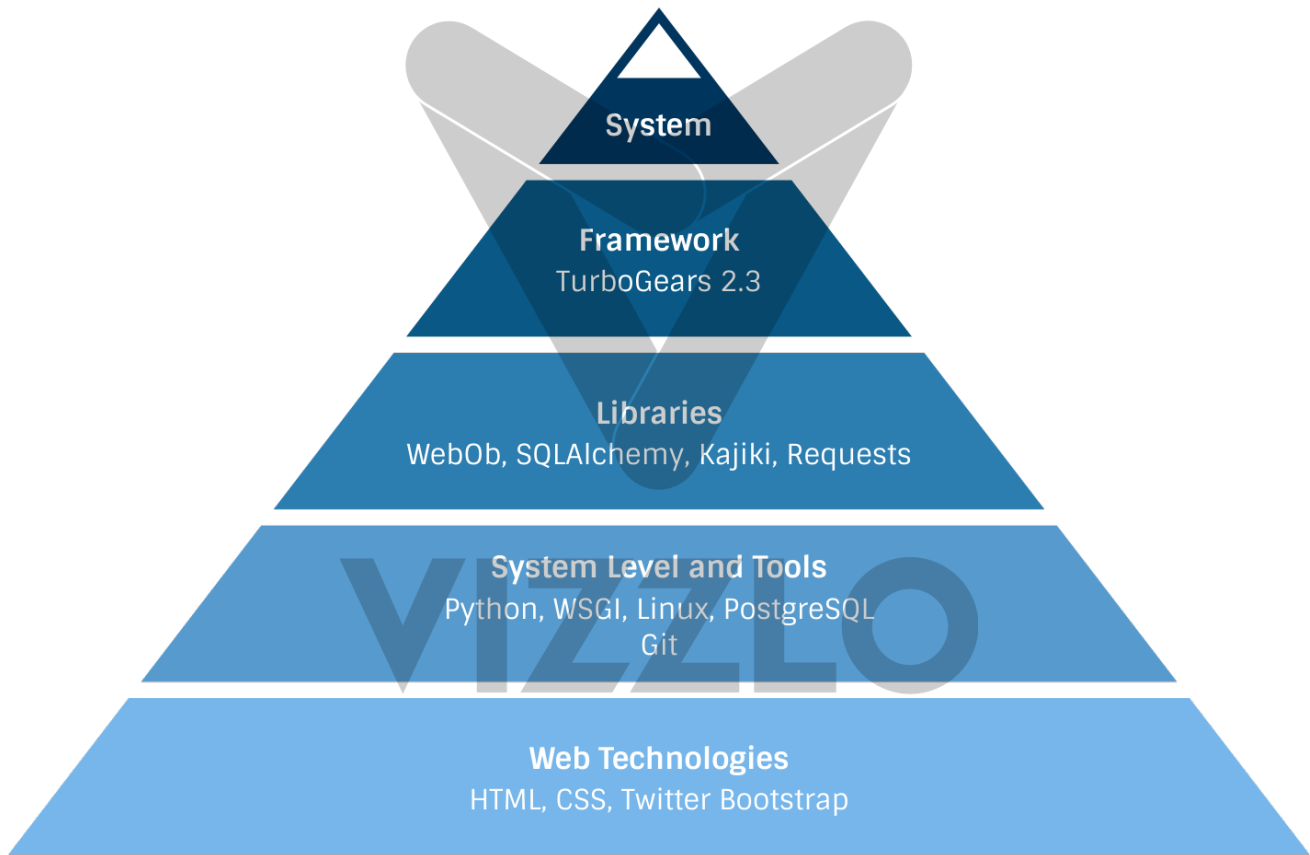 System
Framework
TurboGears 2.3
Libraries
WebOb, SQLAlchemy, Kajiki, Requests
System Level and Tools
Python, WSGI, Linux, PostgreSQL
Git
VIZZLO
Web Technologies
HTML, CSS, Twitter Bootstrap